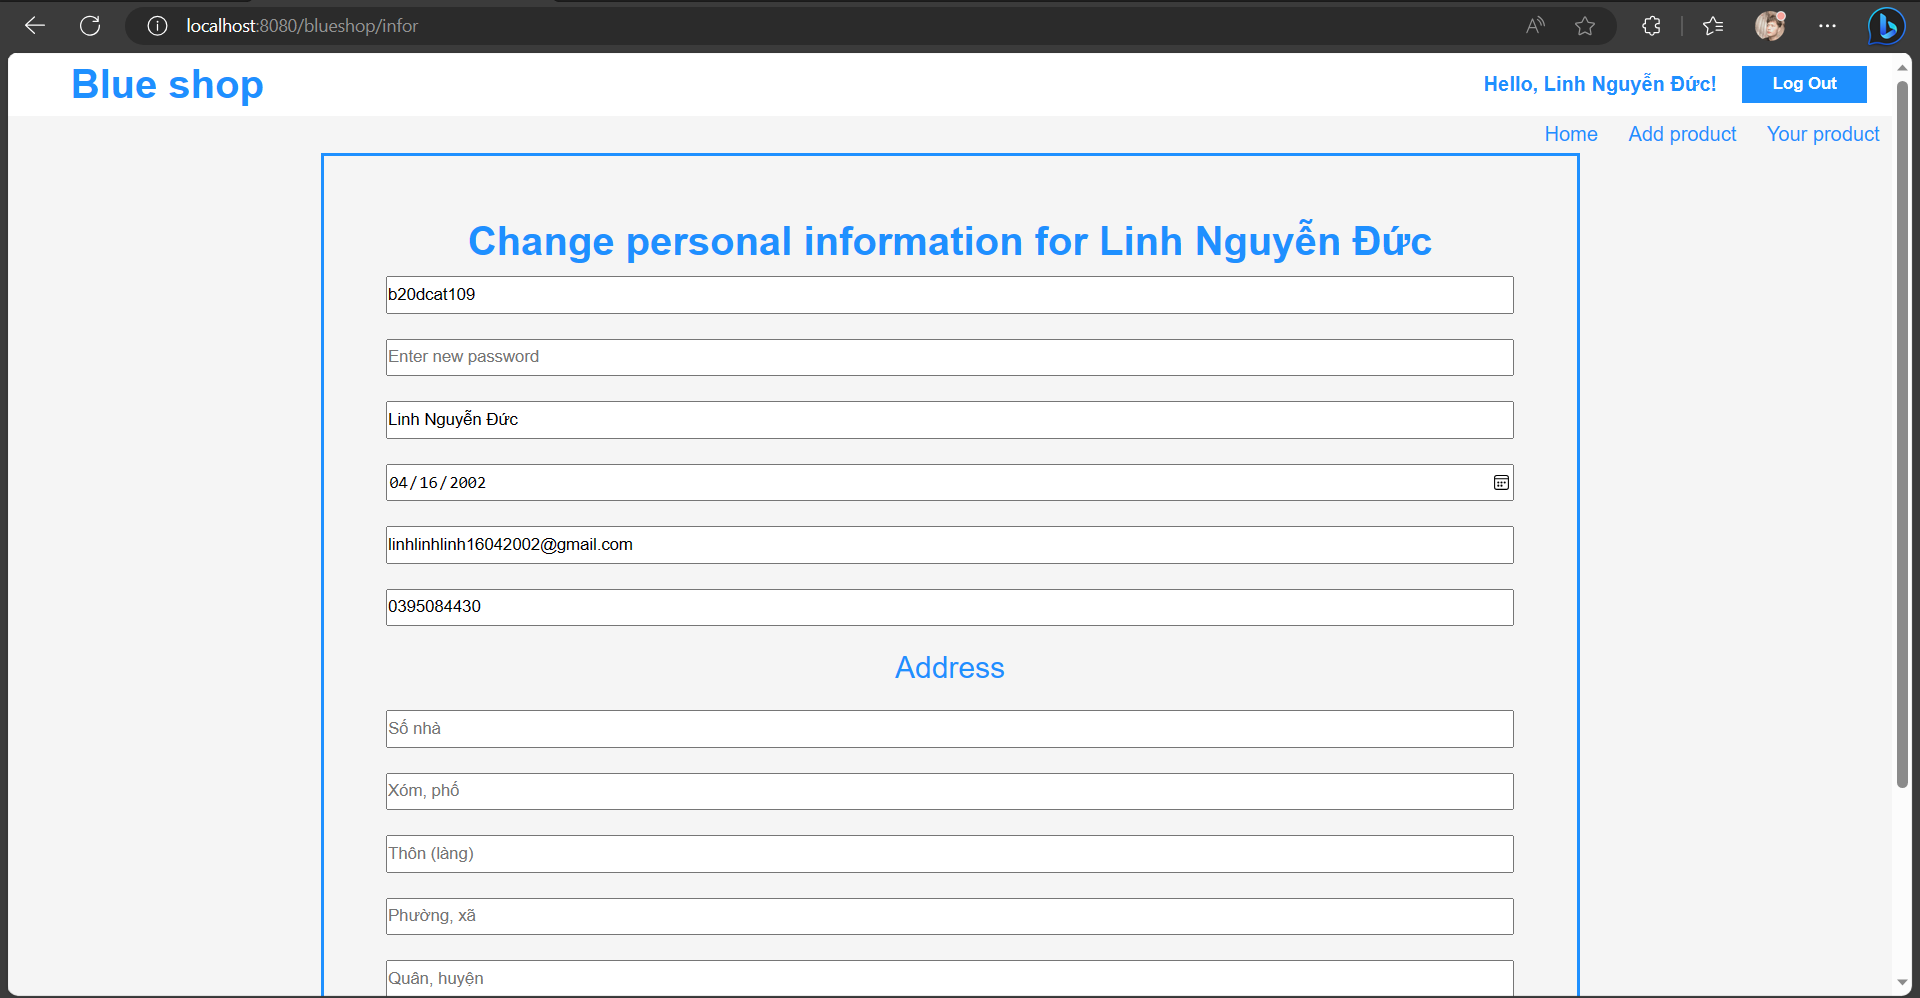 localhost:8080/blueshop/infor
Blue shop
Hello, Linh Nguyễn Đức!
Log Out
Home
Add product
Your product
Change personal information for Linh Nguyễn Đức
b20dcat109
Enter new password
Linh Nguyễn Đức
04/16/2002
linhlinhlinh16042002@gmail.com
0395084430
Address
Số nhà
Xóm, phố
Thôn (làng)
Phường, xã
Quân, huyện